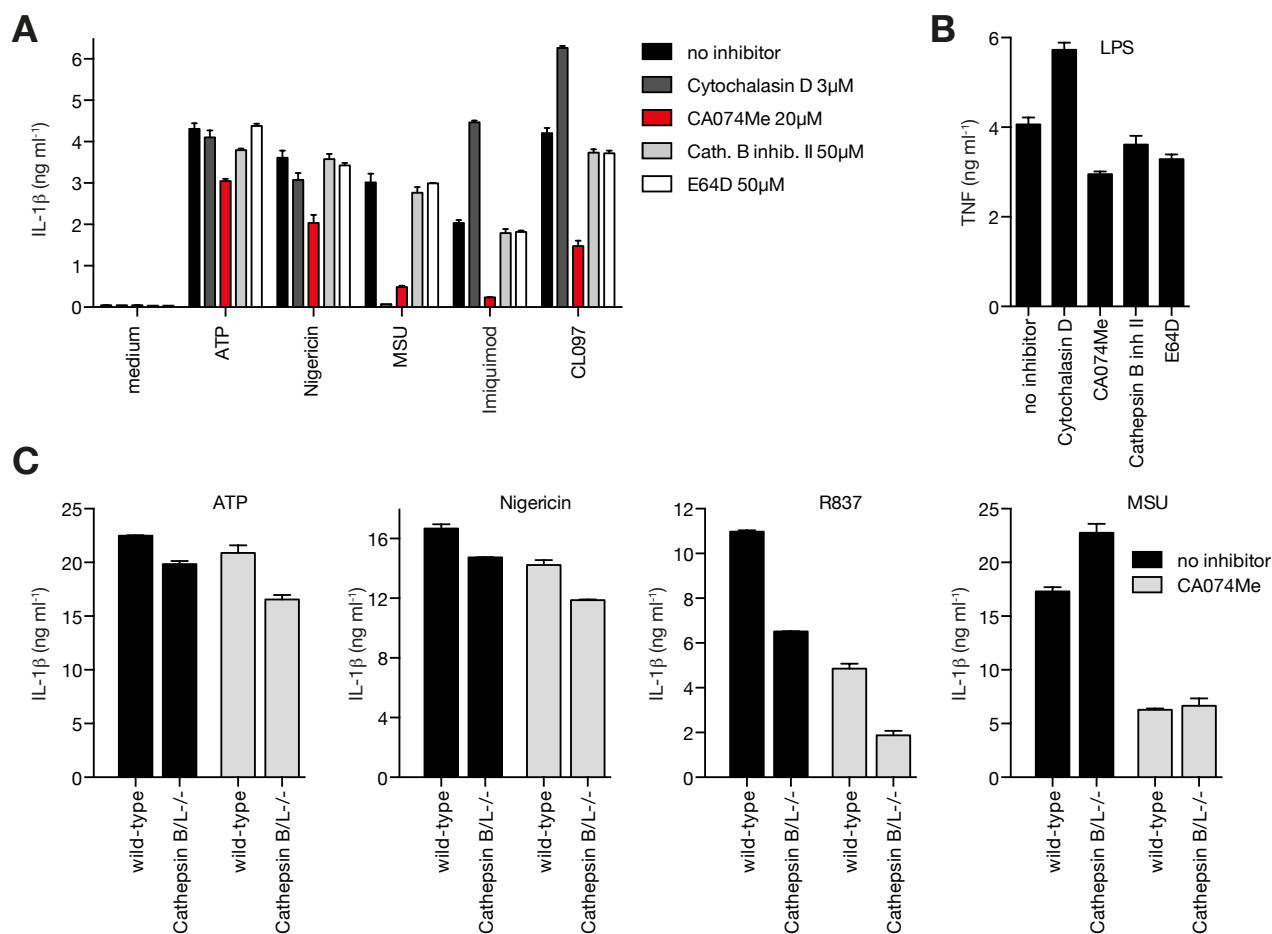 A
IL-1β (ng ml-1)
6
5
4
3
2
1
0
medium
ATP
Nigericin
MSU
Imiquimod
CL097
no inhibitor
Cytochalasin D 3μM
CA074Me 20μM
Cath. B inhib. II 50μM
E64D 50μM
B
LPS
TNF (ng ml-1)
6
4
2
0
no inhibitor
Cytochalasin D
CA074Me
Cathepsin B inh II
E64D
C
ATP
IL-1β (ng ml-1)
25
20
15
10
5
0
wild-type
Cathepsin B/L-/-
wild-type
Cathepsin B/L-/-
Nigericin
IL-1β (ng ml-1)
16
12
8
4
0
wild-type
Cathepsin B/L-/-
wild-type
Cathepsin B/L-/-
R837
IL-1β (ng ml-1)
12
10
8
6
4
2
0
wild-type
Cathepsin B/L-/-
wild-type
Cathepsin B/L-/-
MSU
IL-1β (ng ml-1)
25
20
15
10
5
0
wild-type
Cathepsin B/L-/-
wild-type
Cathepsin B/L-/-
no inhibitor
CA074Me